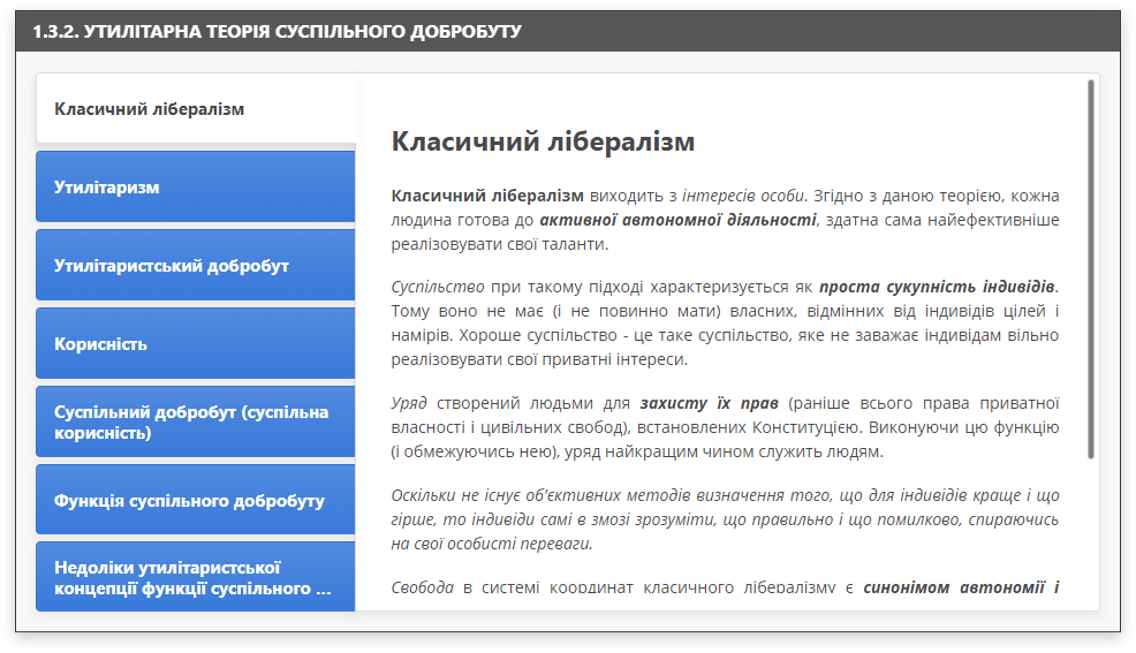 1.3.2. УТИЛІТАРНА ТЕОРІЯ СУСПІЛЬНОГО ДОБРОБУТУ
Класичний лібералізм
Утилітаризм
Утилітаристський добробут
Корисність
Суспільний добробут (суспільна
корисність)
Функція суспільного добробуту
Недоліки утилітаристської
концепції функції суспільного ...
Класичний лібералізм
Класичний лібералізм виходить з інтересів особи. Згідно з даною теорією, кожна
людина готова до активної автономної діяльності, здатна сама найефективніше
реалізовувати свої таланти.
Суспільство при такому підході характеризується як проста сукупність індивідів.
Тому воно не має (і не повинно мати) власних, відмінних від індивідів цілей і
намірів. Хороше суспільство - це таке суспільство, яке не заважає індивідам вільно
реалізовувати свої приватні інтереси.
Уряд створений людьми для захисту їх прав (раніше всього права приватної
власності і цивільних свобод), встановлених Конституцією. Виконуючи цю функцію
(і обмежуючись нею), уряд найкращим чином служить людям.
Оскільки не існує об'єктивних методів визначення того, що для індивідів краще і що
гірше, то індивіди самі в змозі зрозуміти, що правильно і що помилково, спираючись
на свої особисті переваги.
Свобода в системі координат класичного лібералізму є синонімом автономії і